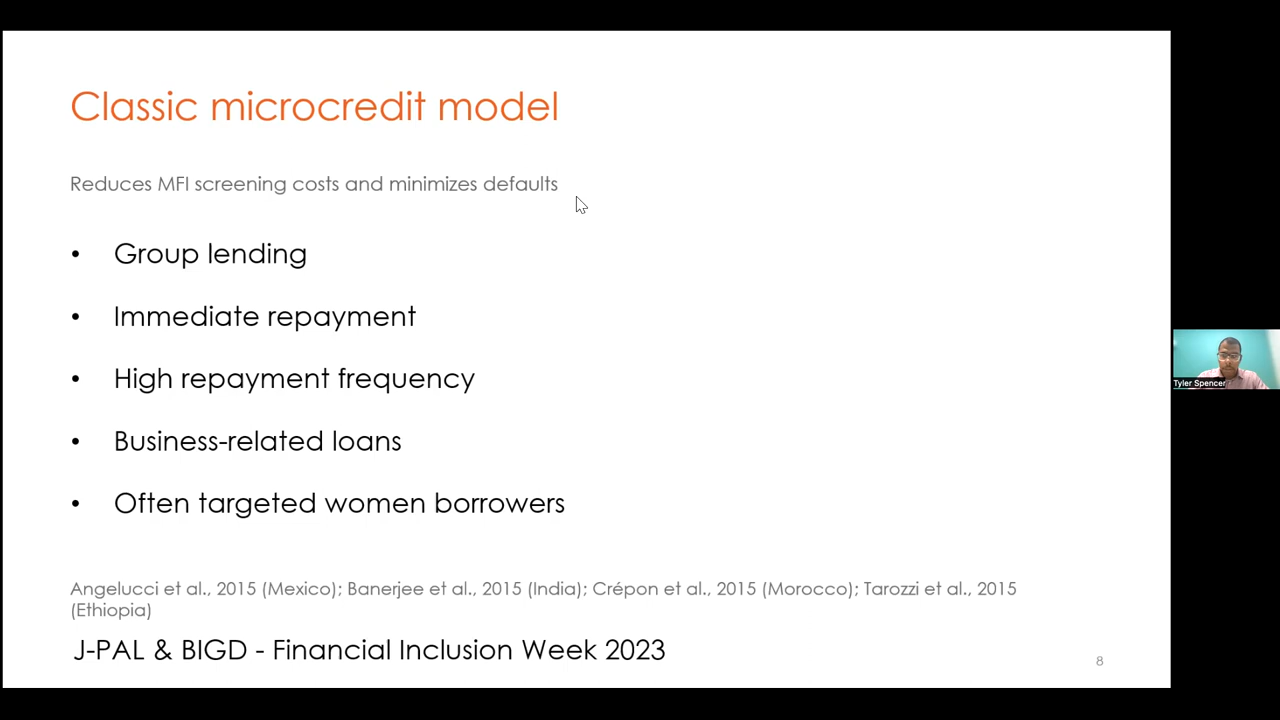 Classic microcredit model
Reduces MFI screening costs and minimizes defaults
• Group lending
• Immediate repayment
• High repayment frequency
• Business-related loans
• Often targeted women borrowers
Angelucci et al., 2015 (Mexico); Banerjee et al., 2015 (India); Crépon et al., 2015 (Morocco); Tarozzi et al., 2015
(Ethiopia)
J-PAL & BIGD - Financial Inclusion Week 2023
8
Tyler Spencer